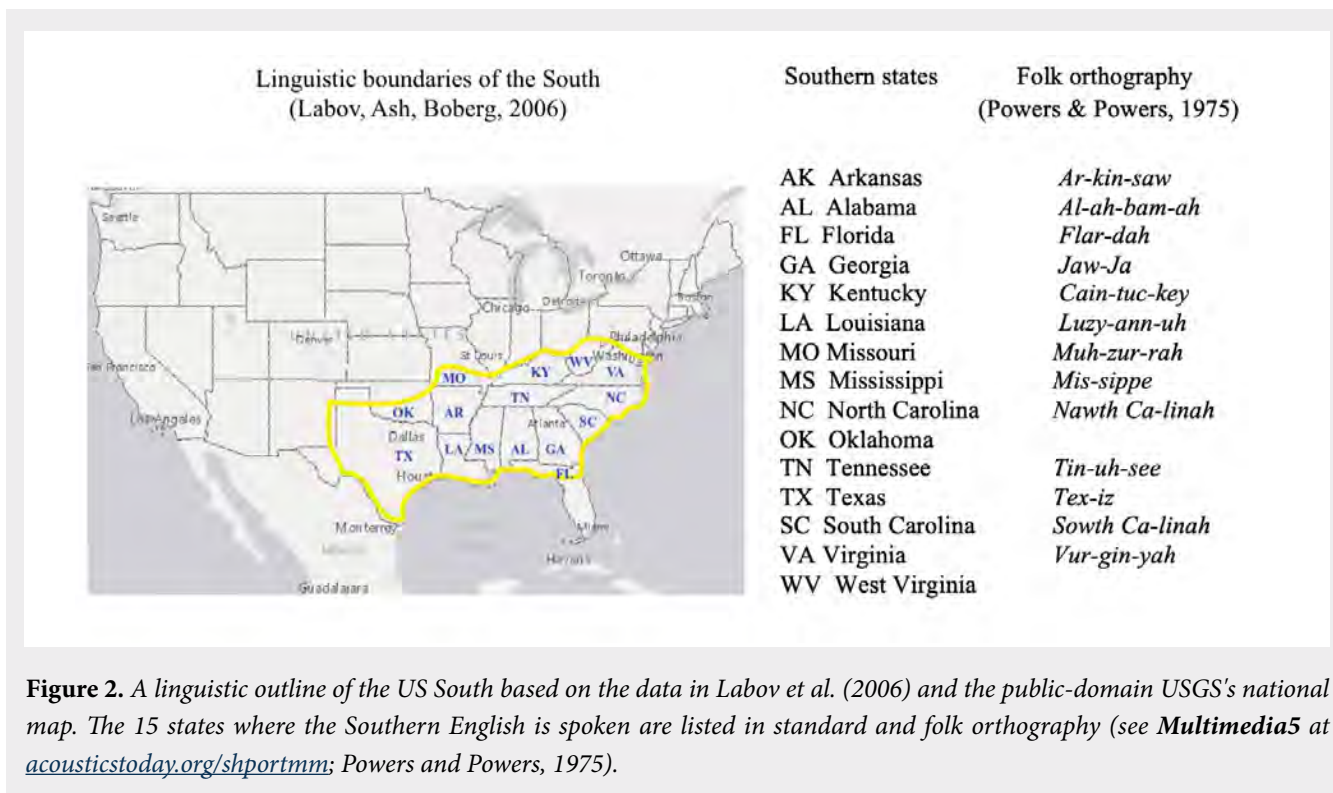 Linguistic boundaries of the South
(Labov, Ash, Boberg, 2006)
Seattle
Ottawa
Toronto
Boston
Chicago
Detroit
Denver
Philadelphia
St Louis
Washington
San Francisco
WV
MO
KY
VA
TN
NC
Los Angeles
OK
AR
Atlanta
SC
Dallas
TX
LA
MS
AL
GA
Hous
FL
Monterrey
Miami
Havana
Guadalajara
Southern states Folk orthography
(Powers & Powers, 1975)
AK Arkansas Ar-kin-saw
AL Alabama Al-ah-bam-ah
FL Florida Flar-dah
GA Georgia Jaw-Ja
KY Kentucky Cain-tuc-key
LA Louisiana Luzy-ann-uh
MO Missouri Muh-zur-rah
MS Mississippi Mis-sippe
NC North Carolina Nawth Ca-linah
OK Oklahoma
TN Tennessee Tin-uh-see
TX Texas Tex-iz
SC South Carolina Sowth Ca-linah
VA Virginia Vur-gin-yah
WV West Virginia
Figure 2. A linguistic outline of the US South based on the data in Labov et al. (2006) and the public-domain USGS's national
map. The 15 states where the Southern English is spoken are listed in standard and folk orthography (see Multimedia5 at
acousticstoday.org/shportmm; Powers and Powers, 1975).